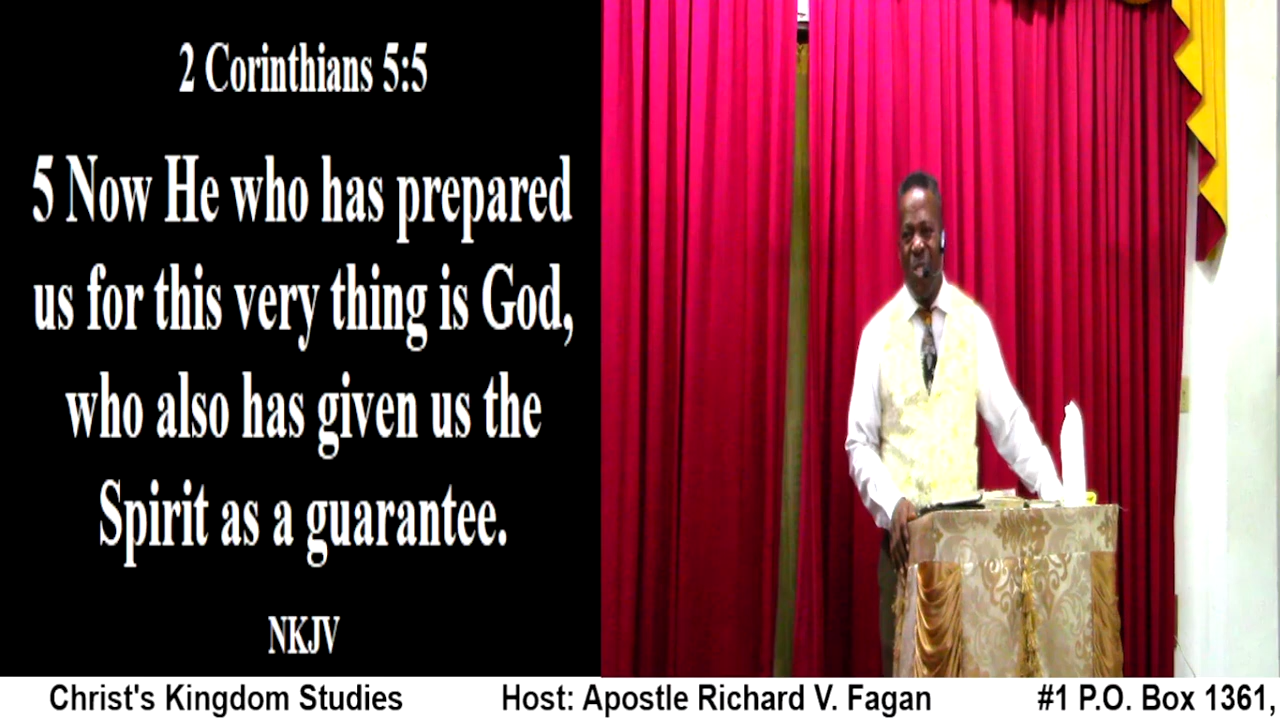 2 Corinthians 5:5
5 Now He who has prepared
us for this very thing is God,
who also has given us the
Spirit as a guarantee.
NKJV
Christ's Kingdom Studies Host: Apostle Richard V. Fagan #1 P.O. Box 1361,